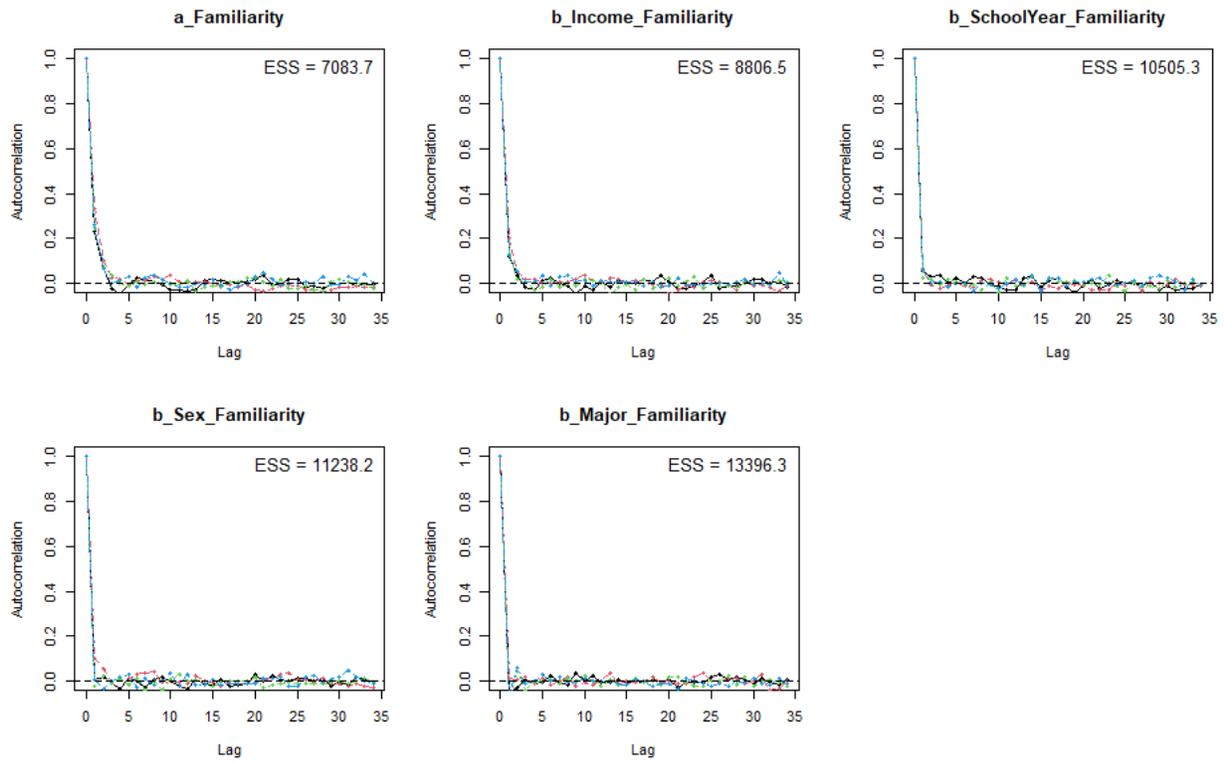 a_Familiarity
ESS = 7083.7
Autocorrelation
0.0 0.2 0.4 0.6 0.8 1.0
0 5 10 15 20 25 30 35
Lag
b_Income_Familiarity
ESS = 8806.5
Autocorrelation
0.0 0.2 0.4 0.6 0.8 1.0
0 5 10 15 20 25 30 35
Lag
b_SchoolYear_Familiarity
ESS = 10505.3
Autocorrelation
0.0 0.2 0.4 0.6 0.8 1.0
0 5 10 15 20 25 30 35
Lag
b_Sex_Familiarity
ESS = 11238.2
Autocorrelation
0.0 0.2 0.4 0.6 0.8 1.0
0 5 10 15 20 25 30 35
Lag
b_Major_Familiarity
ESS = 13396.3
Autocorrelation
0.0 0.2 0.4 0.6 0.8 1.0
0 5 10 15 20 25 30 35
Lag